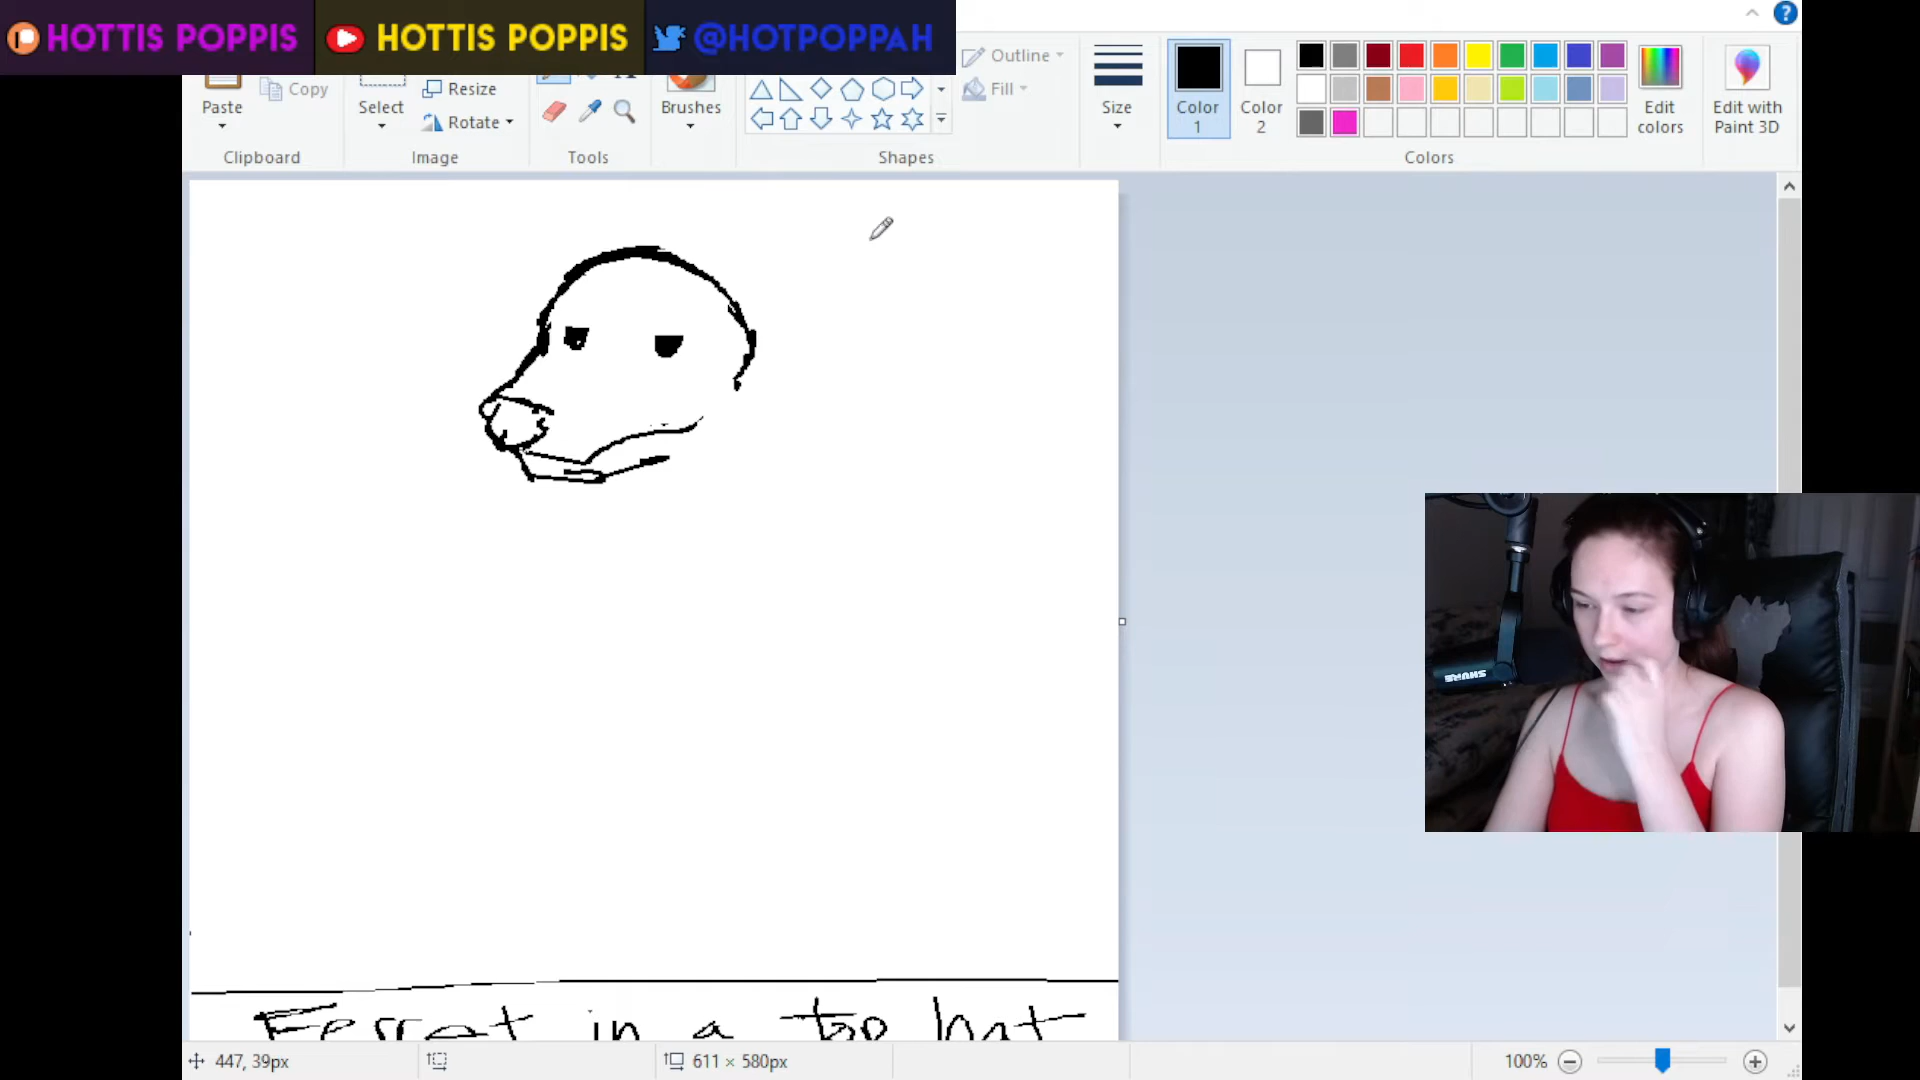 HOTTIS POPPIS HOTTIS POPPIS @HOTPOPPAH
Outline
Copy Resize Fill
Paste Select Rotate Brushes Size Color 1 Color 2 Edit colors Edit with Paint 3D
Clipboard Image Tools Shapes Colors
SHURE
Ferret in a top hat
447, 39px 611 × 580px 100%